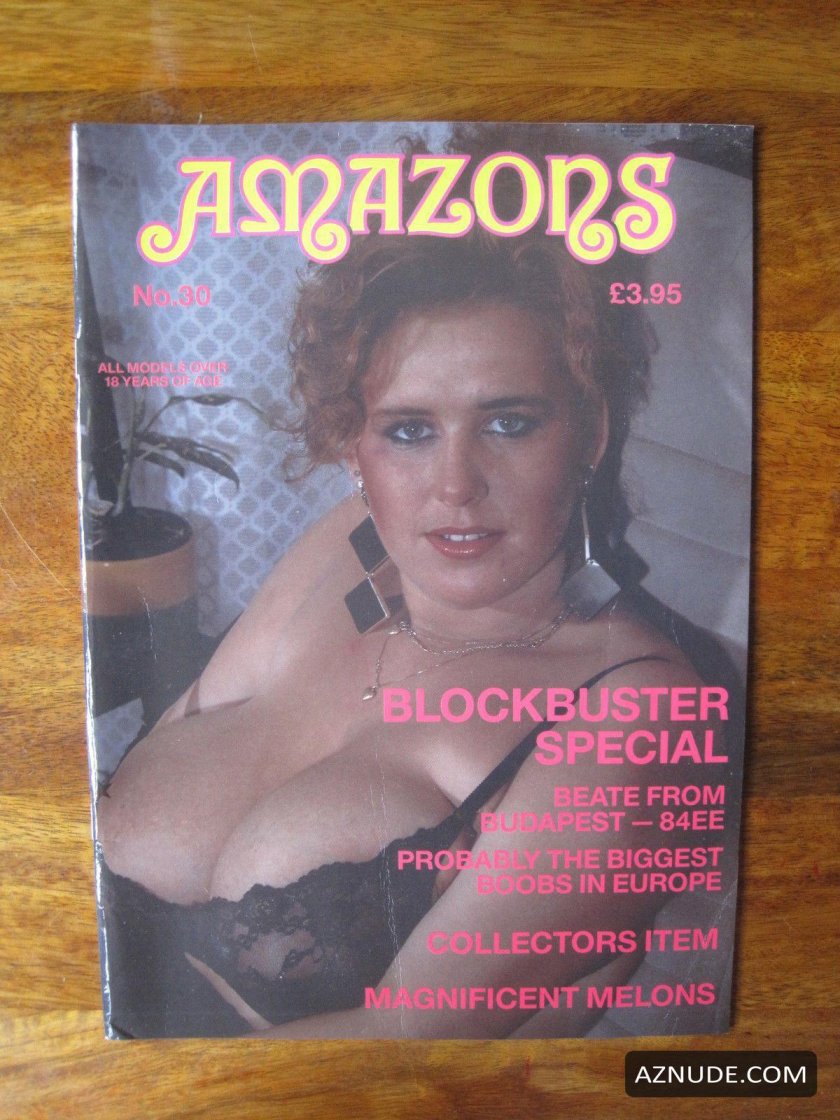 AMAZONS
No.30
£3.95
ALL MODELS OVER
18 YEARS OF AGE
BLOCKBUSTER
SPECIAL
BEATE FROM
BUDAPEST — 84EE
PROBABLY THE BIGGEST
BOOBS IN EUROPE
COLLECTORS ITEM
MAGNIFICENT MELONS
AZNUDE.COM